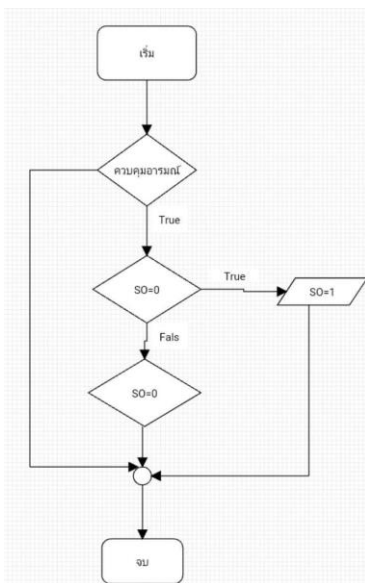 เริ่ม
ควบคุมอารมณ์
True
SO=0
True
SO=1
Fals
SO=0
จบ